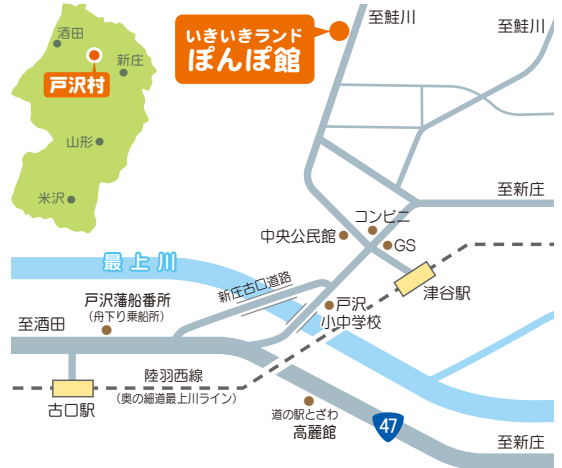 酒田
新庄
戸沢村
山形
米沢
いきいきランド
ぽんぽ館
至鮭川
至鮭川
至新庄
コンビニ
中央公民館
GS
最上川
新庄古口道路
津谷駅
戸沢藩船番所
(舟下り乗船所)
戸沢
小中学校
至酒田
陸羽西線
(奥の細道最上川ライン)
古口駅
道の駅とざわ
高麗館
47
至新庄